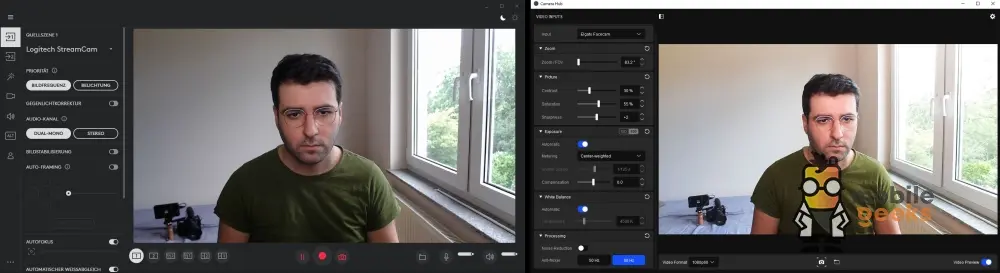 QUELLSZENE 1
Logitech StreamCam
PRIORITÄT
BILDFREQUENZ BELICHTUNG
GEGENLICHTKORREKTUR
AUDIO-KANAL
DUAL-MONO STEREO
BILDSTABILISIERUNG
AUTO-FRAMING
AUTOFOKUS
AUTOMATISCHER WEISSABGLEICH
Camera Hub
VIDEO INPUTS
Input Elgato Facecam
Zoom
Zoom / FOV 82.2°
Picture
Contrast
Saturation 55 %
Sharpness +2
Exposure
Automatic
Metering Center-weighted
Compensation 0.0
White Balance
Automatic
Processing
Noise Reduction
Anti-flicker 50 Hz 60 Hz
mobile
geeks
Video Format 1080p60
Video Preview